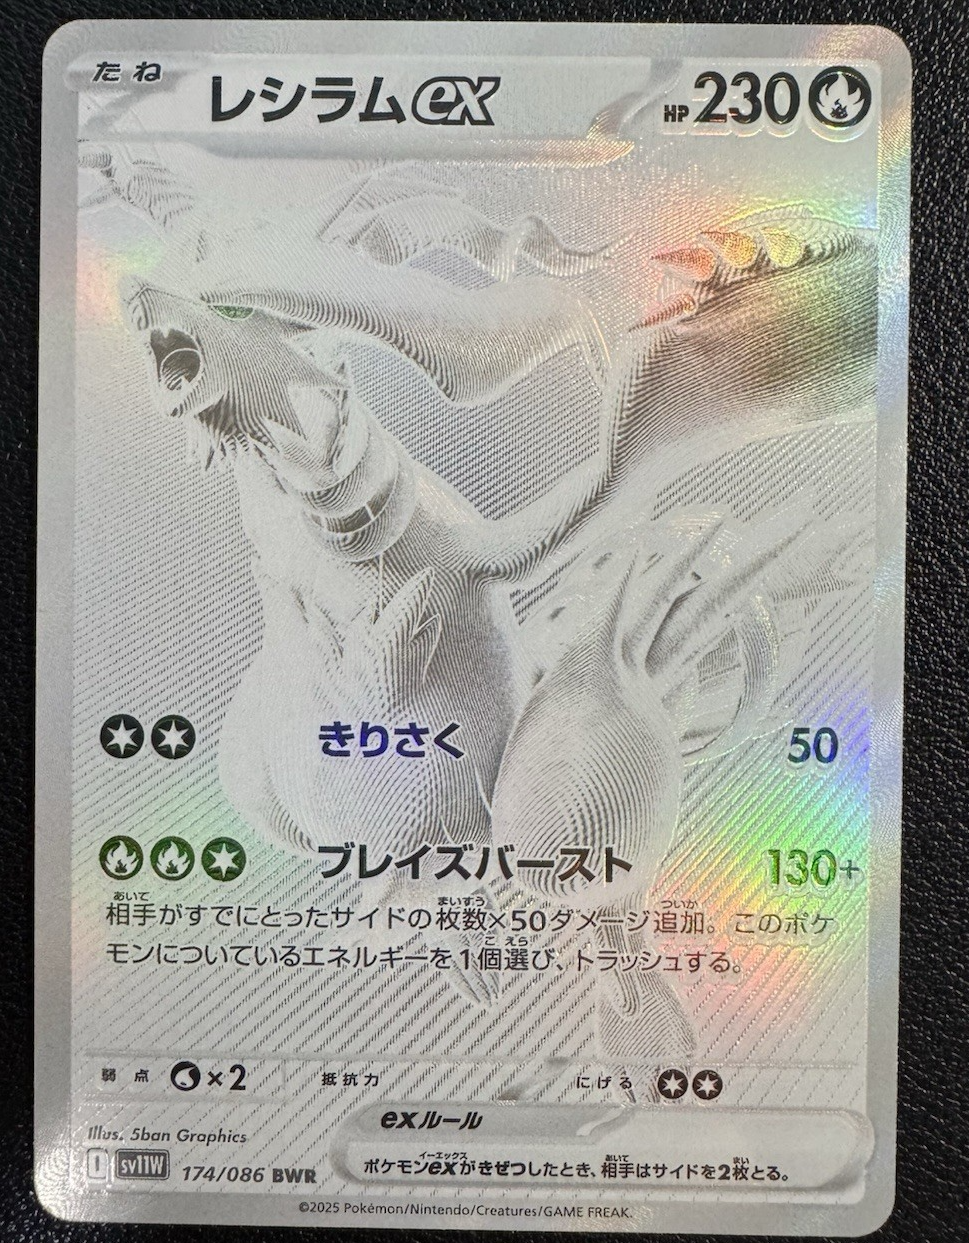 たね
レシラムex
HP 230
きりさく 50
ブレイズバースト 130+
相手がすでにとったサイドの枚数×50ダメージ追加。このポケ
モンについているエネルギーを1個選び、トラッシュする。
弱点 ×2 抵抗力 にげる
exルール
Illus. 5ban Graphics
ポケモンexがきぜつしたとき、相手はサイドを2枚とる。
I sv11W 174/086 BWR
©2025 Pokémon/Nintendo/Creatures/GAME FREAK.